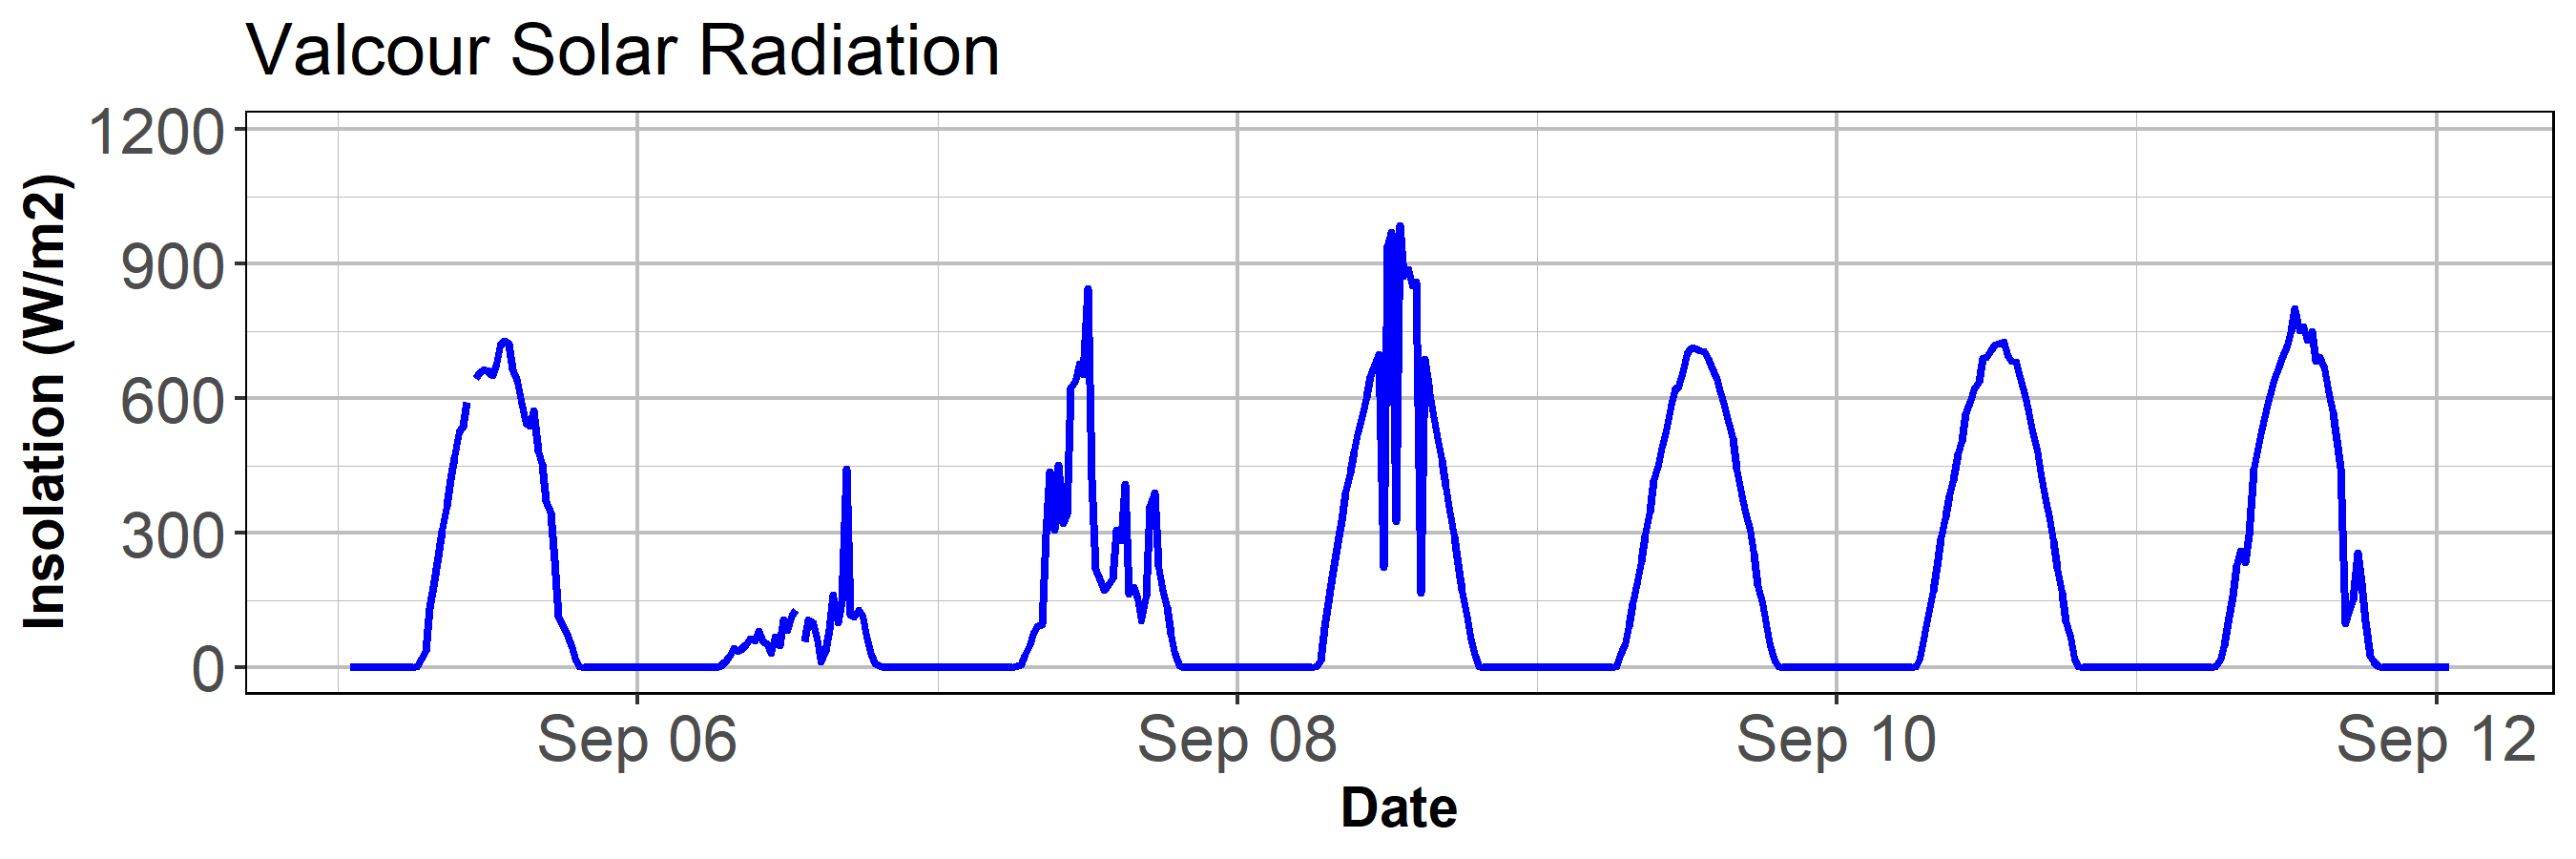 Valcour Solar Radiation
Insolation (W/m2)
1200
900
600
300
0
Sep 06
Sep 08
Sep 10
Sep 12
Date